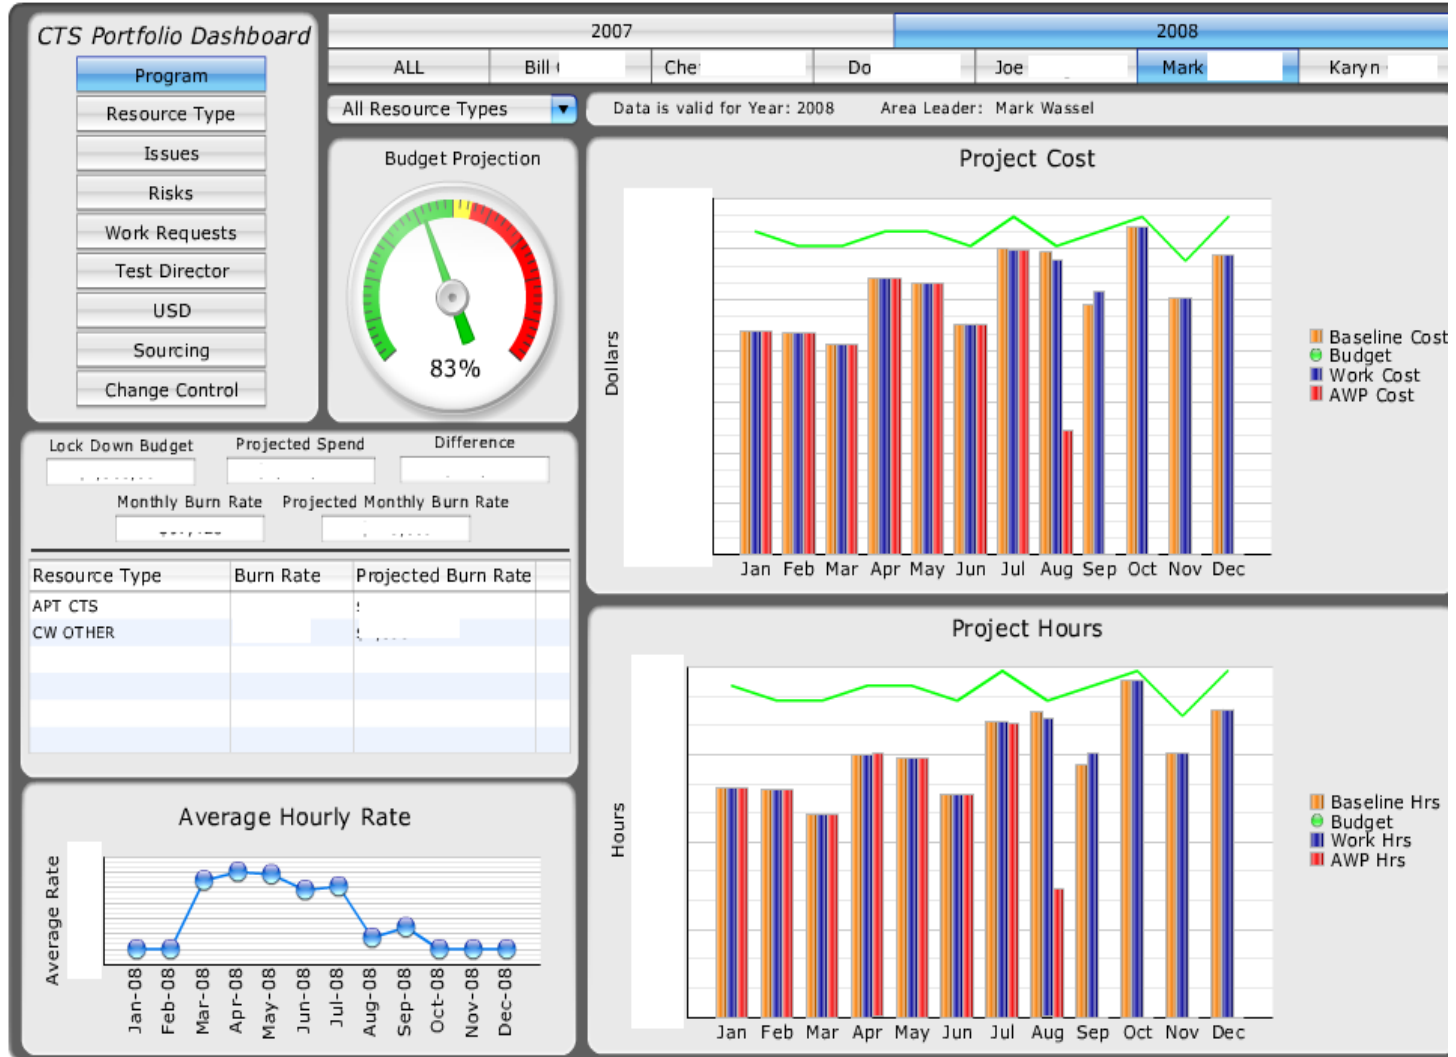 CTS Portfolio Dashboard
Program
Resource Type
Issues
Risks
Work Requests
Test Director
USD
Sourcing
Change Control
2007 2008
ALL Bill Che Do Joe Mark Karyn
All Resource Types
Data is valid for Year: 2008 Area Leader: Mark Wassel
Budget Projection
83%
Lock Down Budget Projected Spend Difference
Monthly Burn Rate Projected Monthly Burn Rate
Resource Type Burn Rate Projected Burn Rate
APT CTS
CW OTHER
Average Hourly Rate
Average Rate
Jan-08 Feb-08 Mar-08 Apr-08 May-08 Jun-08 Jul-08 Aug-08 Sep-08 Oct-08 Nov-08 Dec-08
Project Cost
Dollars
Jan Feb Mar Apr May Jun Jul Aug Sep Oct Nov Dec
Baseline Cost
Budget
Work Cost
AWP Cost
Project Hours
Hours
Jan Feb Mar Apr May Jun Jul Aug Sep Oct Nov Dec
Baseline Hrs
Budget
Work Hrs
AWP Hrs